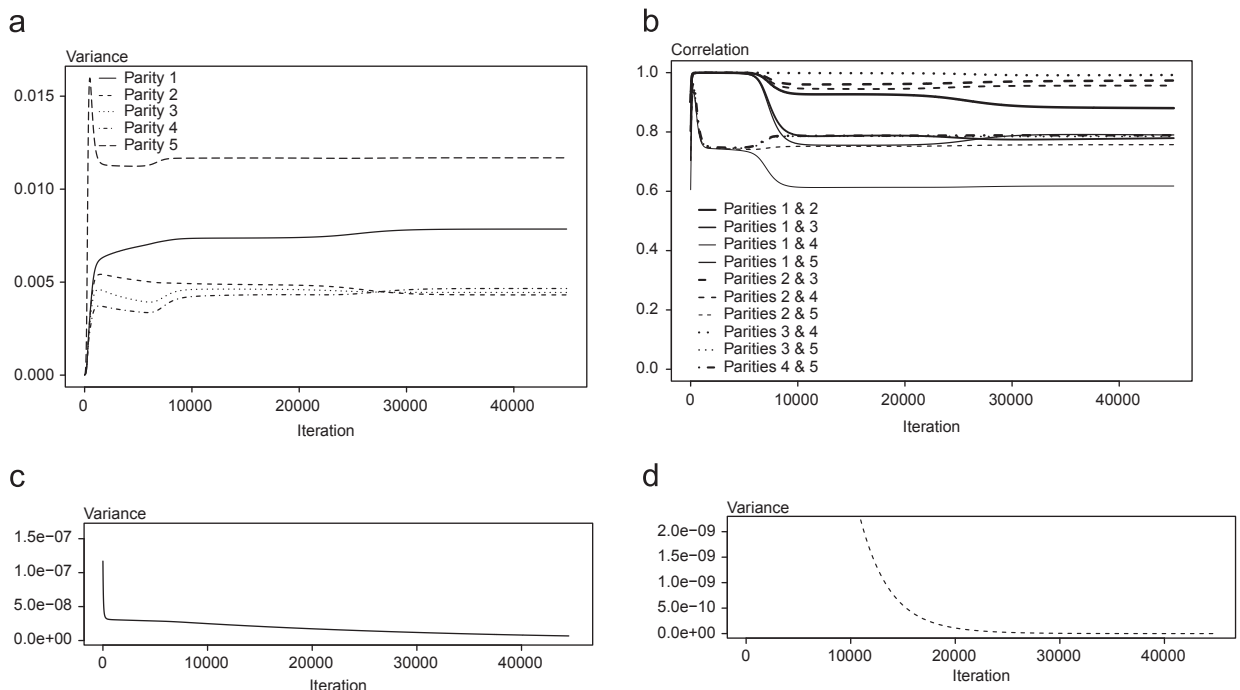 a
Variance
0.015
0.010
0.005
0.000
Parity 1
Parity 2
Parity 3
Parity 4
Parity 5
0 10000 20000 30000 40000
Iteration
b
Correlation
1.0
0.8
0.6
0.4
0.2
0.0
Parities 1 & 2
Parities 1 & 3
Parities 1 & 4
Parities 1 & 5
Parities 2 & 3
Parities 2 & 4
Parities 2 & 5
Parities 3 & 4
Parities 3 & 5
Parities 4 & 5
0 10000 20000 30000 40000
Iteration
c
Variance
1.5e−07
1.0e−07
5.0e−08
0.0e+00
0 10000 20000 30000 40000
Iteration
d
Variance
2.0e−09
1.5e−09
1.0e−09
5.0e−10
0.0e+00
0 10000 20000 30000 40000
Iteration